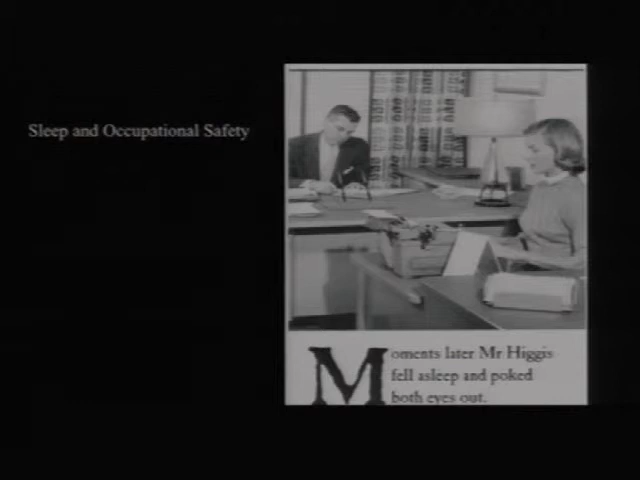 Sleep and Occupational Safety
Moments later Mr Higgis
fell asleep and poked
both eyes out.